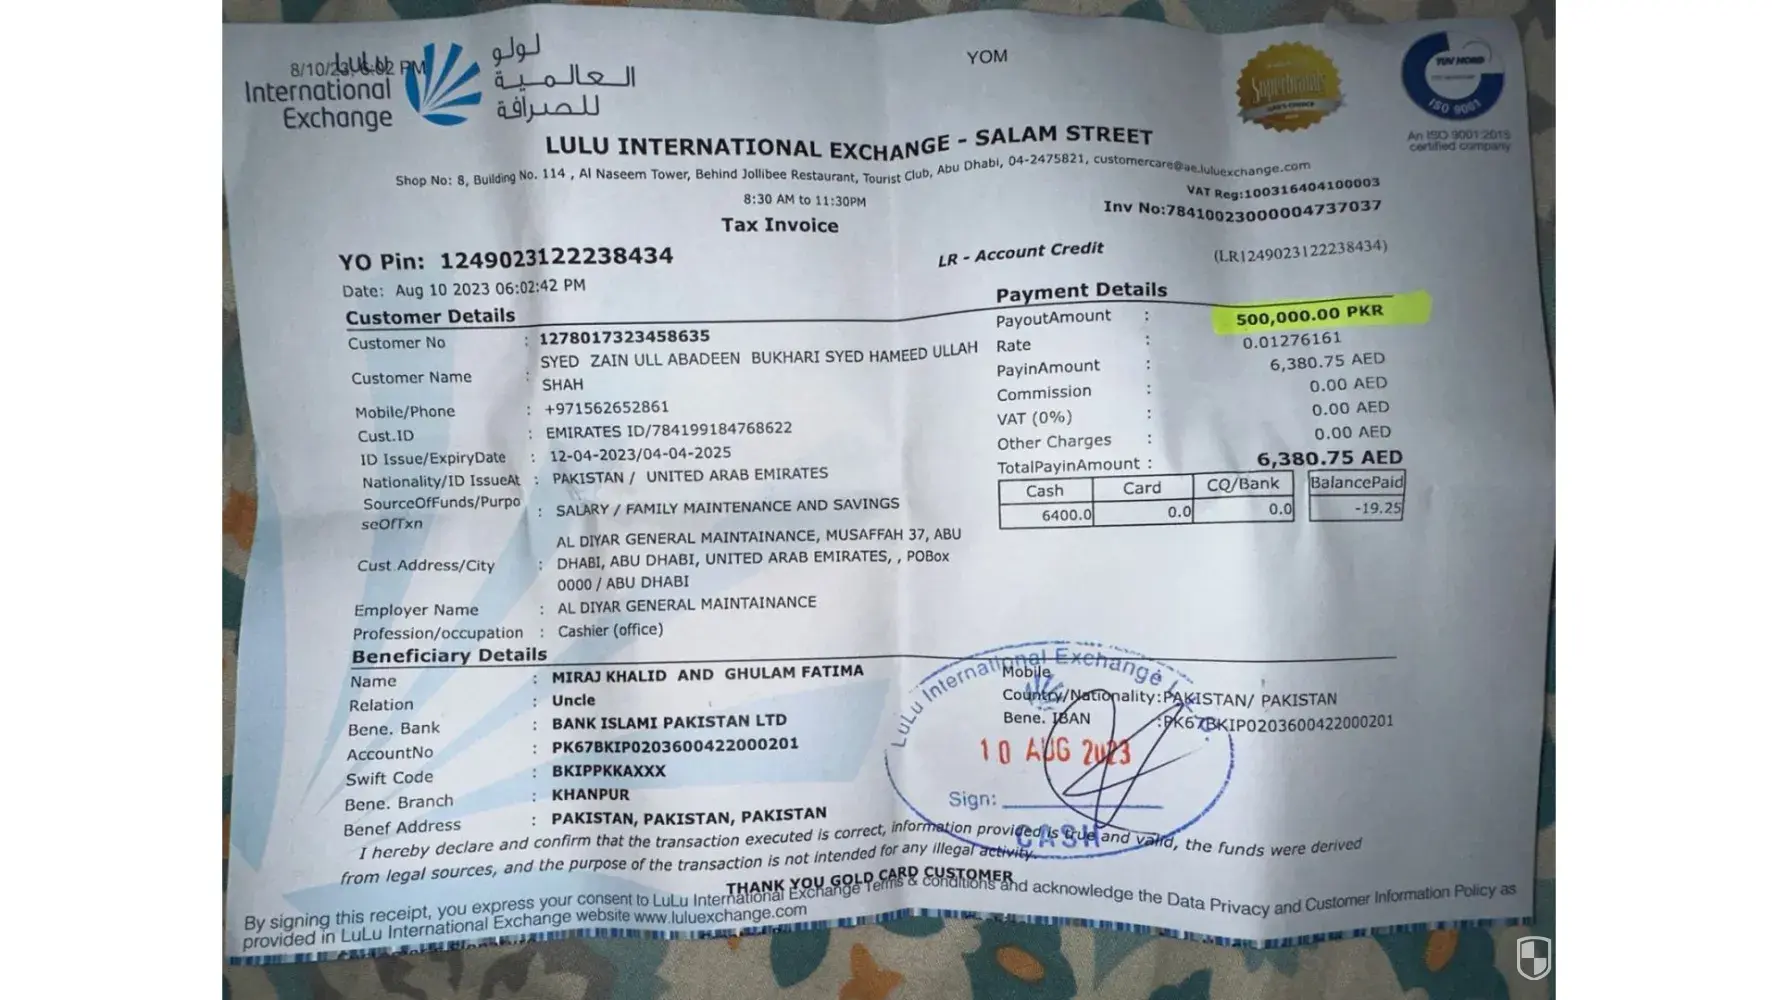 8/10/23, 6:02 PM
YOM
LuLu
International
Exchange
لولو
العالمية
للصرافة
Superbrands
TUV NORD
ISO 9001
An ISO 9001:2015
certified company
LULU INTERNATIONAL EXCHANGE - SALAM STREET
Shop No: 8, Building No. 114 , Al Naseem Tower, Behind Jollibee Restaurant, Tourist Club, Abu Dhabi, 04-2475821, customercare@ae.luluexchange.com
8:30 AM to 11:30PM
VAT Reg:100316404100003
Tax Invoice
Inv No:784100230000004737037
YO Pin: 1249023122238434
LR - Account Credit
(LR1249023122238434)
Date: Aug 10 2023 06:02:42 PM
Customer Details
Customer No : 1278017323458635
Customer Name : SYED ZAIN ULL ABADEEN BUKHARI SYED HAMEED ULLAH
SHAH
Mobile/Phone : +971562652861
Cust.ID : EMIRATES ID/784199184768622
ID Issue/ExpiryDate : 12-04-2023/04-04-2025
Nationality/ID IssueAt : PAKISTAN / UNITED ARAB EMIRATES
SourceOfFunds/Purpo
seOfTxn : SALARY / FAMILY MAINTENANCE AND SAVINGS
Cust.Address/City : AL DIYAR GENERAL MAINTAINANCE, MUSAFFAH 37, ABU
DHABI, ABU DHABI, UNITED ARAB EMIRATES, , POBox
0000 / ABU DHABI
Employer Name : AL DIYAR GENERAL MAINTAINANCE
Profession/occupation : Cashier (office)
Payment Details
PayoutAmount : 500,000.00 PKR
Rate : 0.01276161
PayinAmount : 6,380.75 AED
Commission : 0.00 AED
VAT (0%) : 0.00 AED
Other Charges : 0.00 AED
TotalPayinAmount : 6,380.75 AED
Cash Card CQ/Bank BalancePaid
6400.0 0.0 0.0 -19.25
Beneficiary Details
Name : MIRAJ KHALID AND GHULAM FATIMA
Relation : Uncle
Bene. Bank : BANK ISLAMI PAKISTAN LTD
AccountNo : PK67BKIP0203600422000201
Swift Code : BKIPPKKAXXX
Bene. Branch : KHANPUR
Benef Address : PAKISTAN, PAKISTAN, PAKISTAN
Mobile
Country/Nationality:PAKISTAN/ PAKISTAN
Bene. IBAN :PK67BKIP0203600422000201
LuLu International Exchange
10 AUG 2023
Sign:
CASH
I hereby declare and confirm that the transaction executed is correct, information provided is true and valid, the funds were derived
from legal sources, and the purpose of the transaction is not intended for any illegal activity.
THANK YOU GOLD CARD CUSTOMER
By signing this receipt, you express your consent to LuLu International Exchange Terms & conditions and acknowledge the Data Privacy and Customer Information Policy as
provided in LuLu International Exchange website www.luluexchange.com